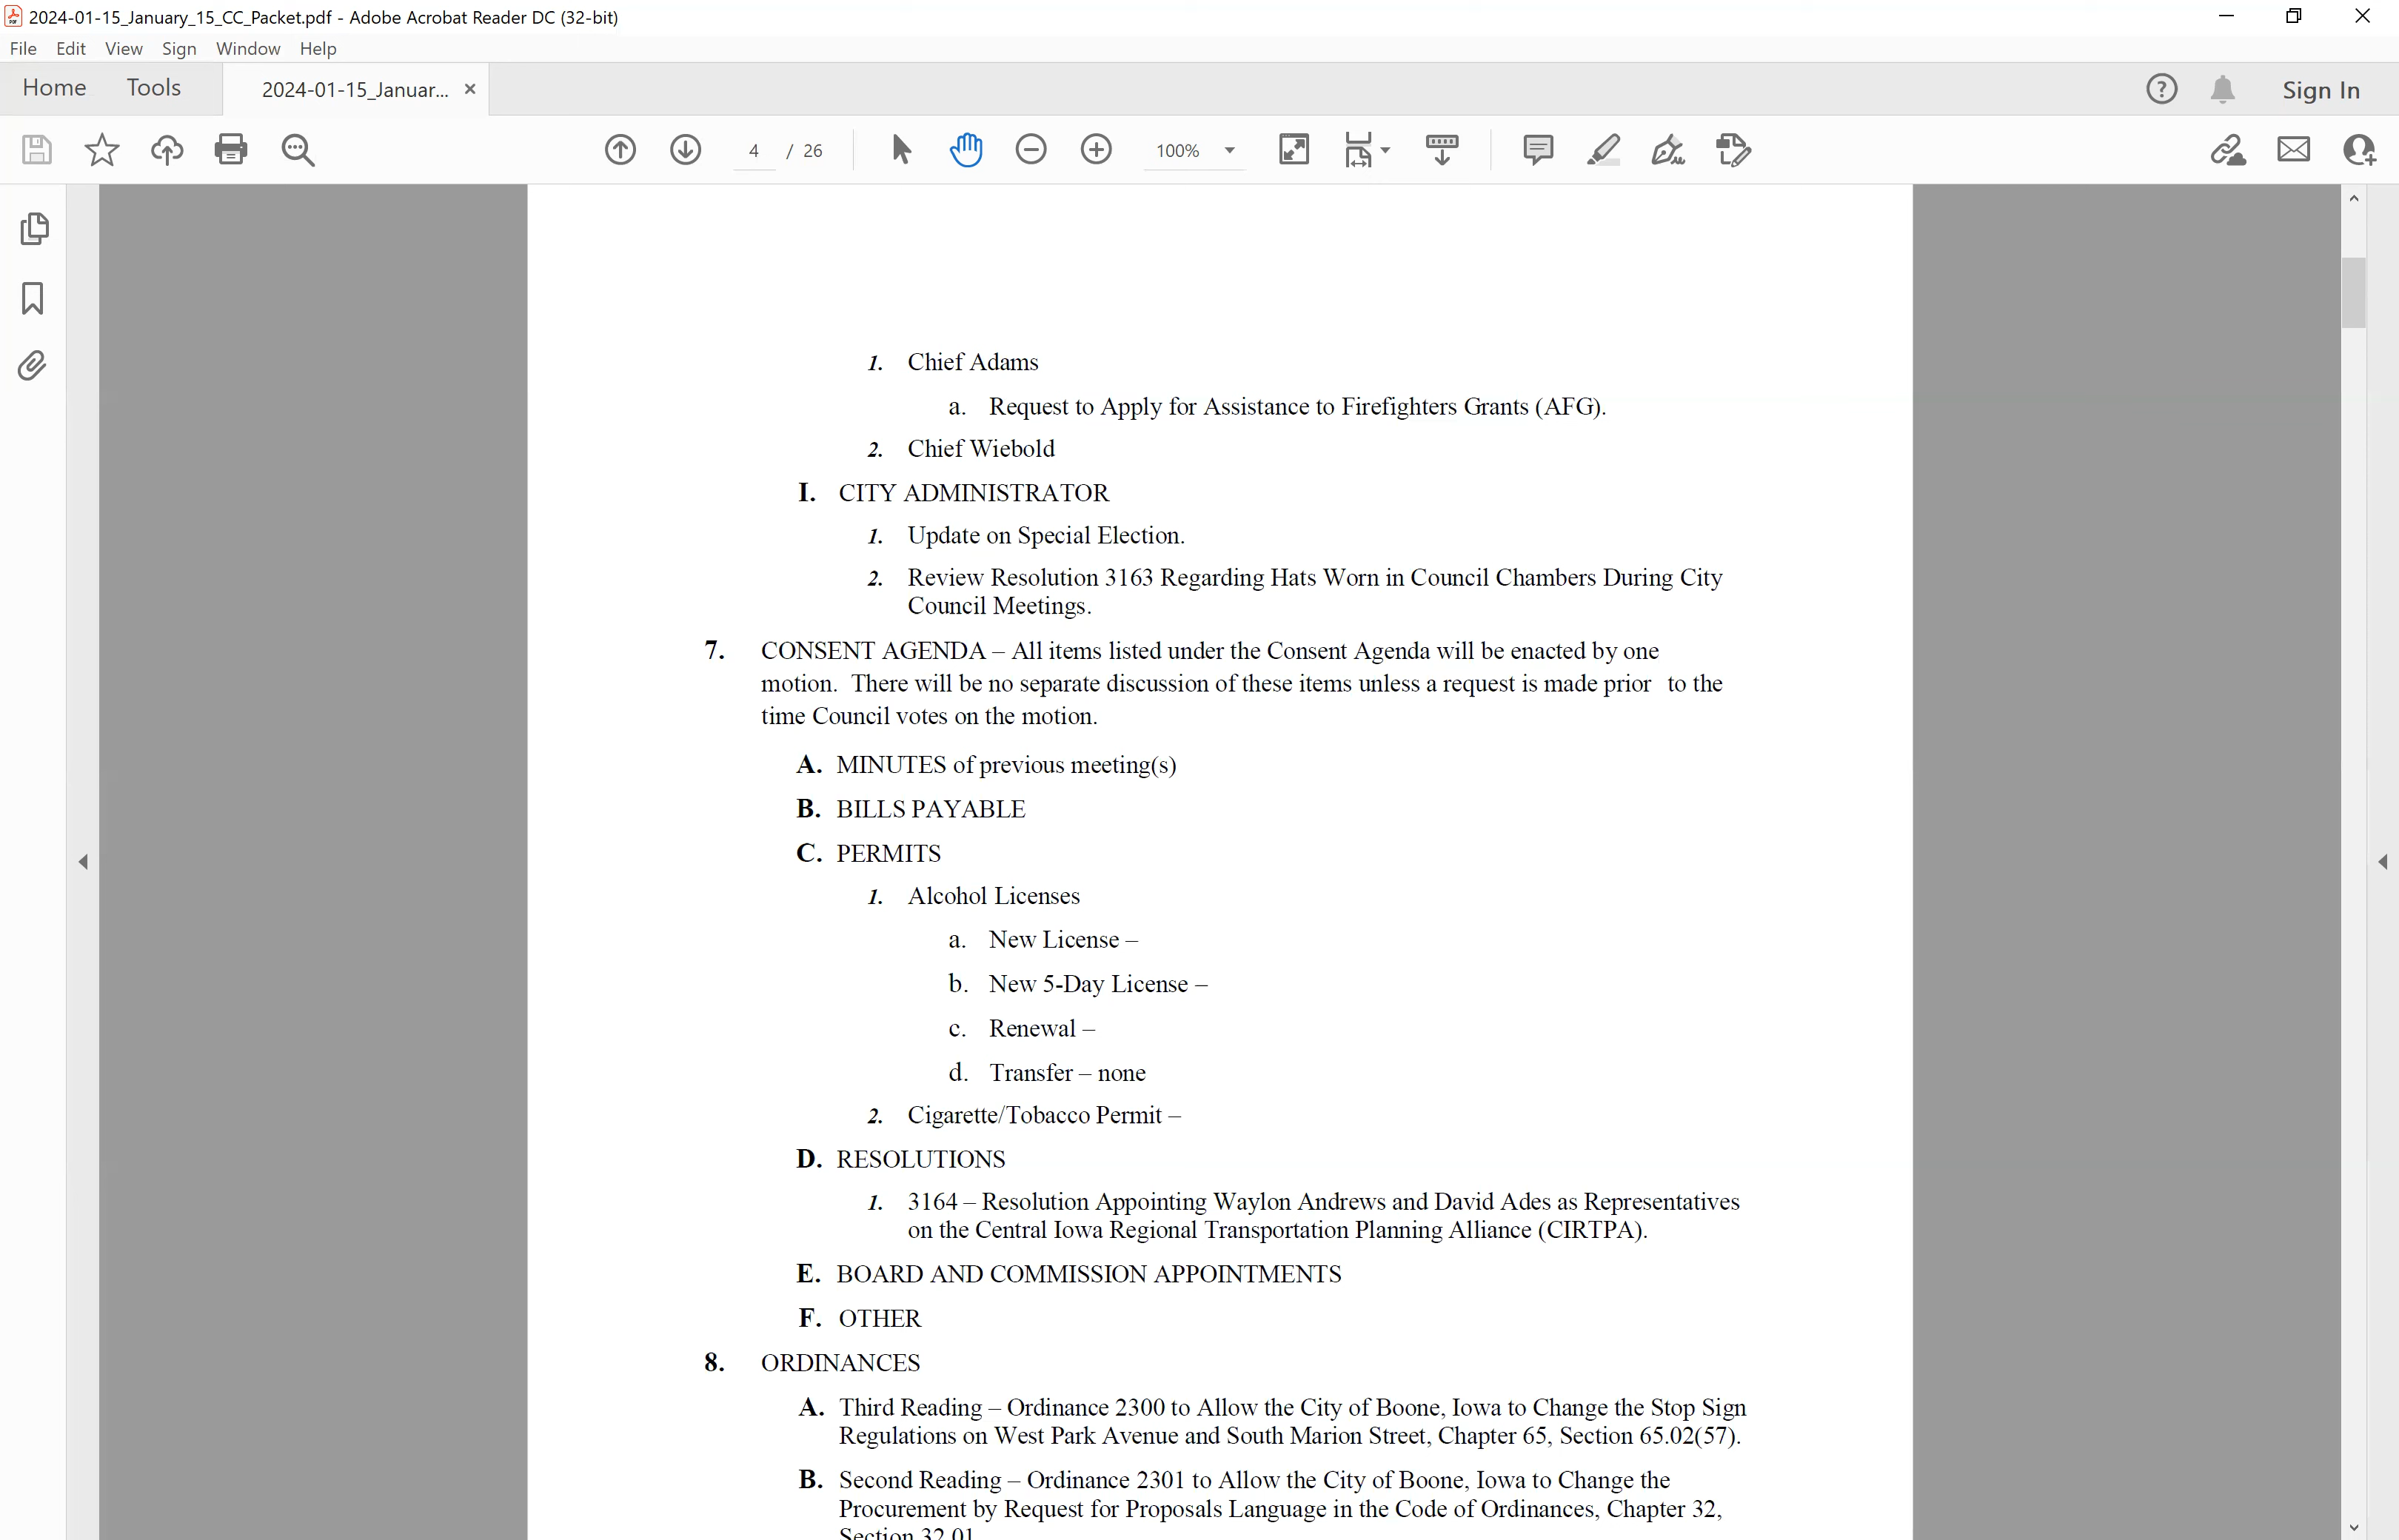 2024-01-15_January_15_CC_Packet.pdf - Adobe Acrobat Reader DC (32-bit)
File Edit View Sign Window Help
Home Tools 2024-01-15_Januar... × Sign In
4 / 26 100%
1. Chief Adams
a. Request to Apply for Assistance to Firefighters Grants (AFG).
2. Chief Wiebold
I. CITY ADMINISTRATOR
1. Update on Special Election.
2. Review Resolution 3163 Regarding Hats Worn in Council Chambers During City
Council Meetings.
7. CONSENT AGENDA – All items listed under the Consent Agenda will be enacted by one
motion. There will be no separate discussion of these items unless a request is made prior to the
time Council votes on the motion.
A. MINUTES of previous meeting(s)
B. BILLS PAYABLE
C. PERMITS
1. Alcohol Licenses
a. New License –
b. New 5-Day License –
c. Renewal –
d. Transfer – none
2. Cigarette/Tobacco Permit –
D. RESOLUTIONS
1. 3164 – Resolution Appointing Waylon Andrews and David Ades as Representatives
on the Central Iowa Regional Transportation Planning Alliance (CIRTPA).
E. BOARD AND COMMISSION APPOINTMENTS
F. OTHER
8. ORDINANCES
A. Third Reading – Ordinance 2300 to Allow the City of Boone, Iowa to Change the Stop Sign
Regulations on West Park Avenue and South Marion Street, Chapter 65, Section 65.02(57).
B. Second Reading – Ordinance 2301 to Allow the City of Boone, Iowa to Change the
Procurement by Request for Proposals Language in the Code of Ordinances, Chapter 32,
Section 32.01